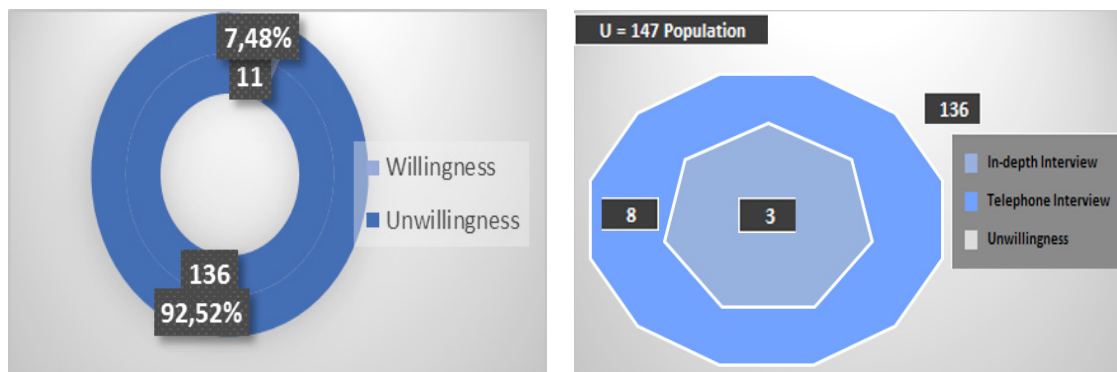 7,48%
11
Willingness
Unwillingness
136
92,52%
U = 147 Population
136
In-depth Interview
Telephone Interview
Unwillingness
8
3